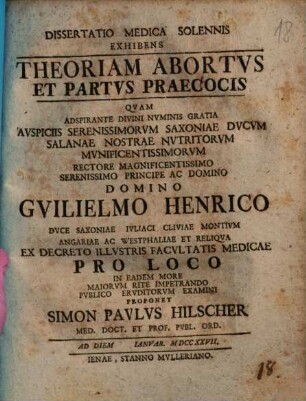 18
DISSERTATIO MEDICA SOLENNIS
EXHIBENS
THEORIAM ABORTVS
ET PARTVS PRAECOCIS
QVAM
ADSPIRANTE DIVINI NVMINIS GRATIA
AVSPICIIS SERENISSIMORVM SAXONIAE DVCVM
SALANAE NOSTRAE NVTRITORVM
MVNIFICENTISSIMORVM
RECTORE MAGNIFICENTISSIMO
SERENISSIMO PRINCIPE AC DOMINO
DOMINO
GVILIELMO HENRICO
DVCE SAXONIAE IVLIACI CLIVIAE MONTIVM
ANGARIAE AC WESTPHALIAE ET RELIQVA
EX DECRETO ILLVSTRIS FACVLTATIS MEDICAE
PRO LOCO
IN EADEM MORE
MAIORVM RITE IMPETRANDO
PVBLICO ERVDITORVM EXAMINI
PROPONET
SIMON PAVLVS HILSCHER
MED. DOCT. ET PROF. PVBL. ORD.
AD DIEM IANVAR. MDCCXXVII.
IENAE, STANNO MVLLERIANO.
18.